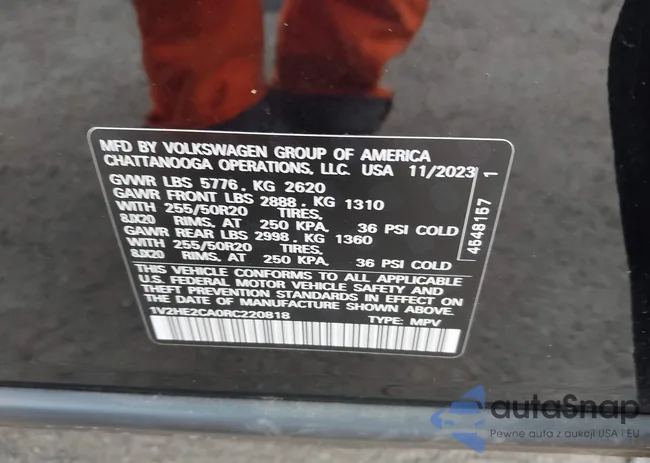 MFD BY VOLKSWAGEN GROUP OF AMERICA
CHATTANOOGA OPERATIONS, LLC. USA 11/2023
GVWR LBS 5776. KG 2620
GAWR FRONT LBS 2888. KG 1310
WITH 255/50R20 TIRES,
8JX20 RIMS, AT 250 KPA. 36 PSI COLD
GAWR REAR LBS 2998. KG 1360
WITH 255/50R20 TIRES,
8JX20 RIMS, AT 250 KPA. 36 PSI COLD
THIS VEHICLE CONFORMS TO ALL APPLICABLE
U.S. FEDERAL MOTOR VEHICLE SAFETY AND
THEFT PREVENTION STANDARDS IN EFFECT ON
THE DATE OF MANUFACTURE SHOWN ABOVE.
1V2HE2CA0RC220818
TYPE: MPV
4548157 1
autoSnap
Pewne auta z aukcji USA i EU